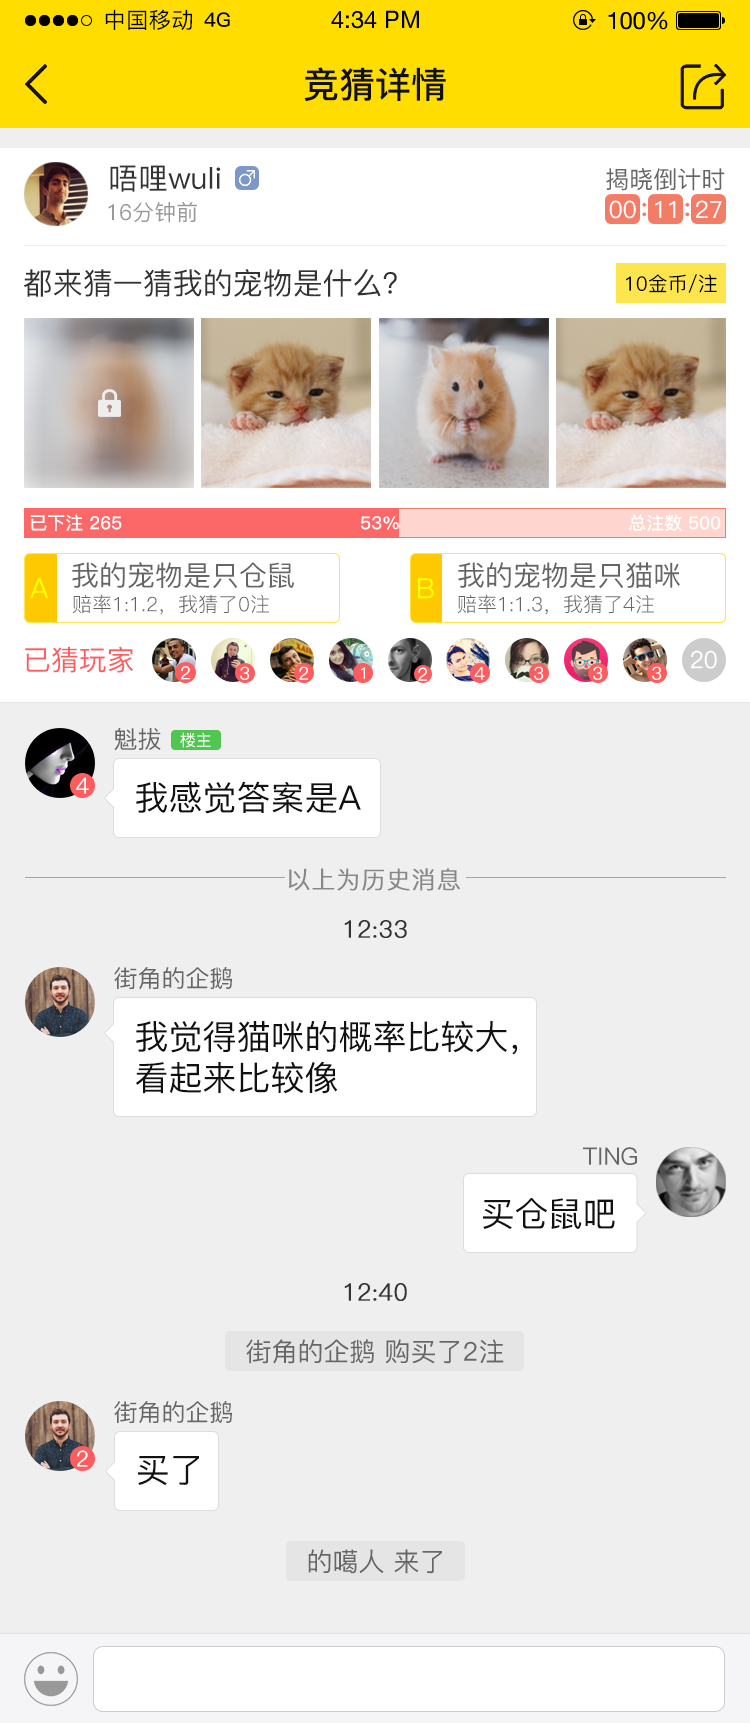 中国移动 4G 4:34 PM 100%
竞猜详情
唔哩wuli
16分钟前
揭晓倒计时
00:11:27
都来猜一猜我的宠物是什么?
10金币/注
已下注 265 53% 总注数 500
A 我的宠物是只仓鼠
赔率1:1.2，我猜了0注
B 我的宠物是只猫咪
赔率1:1.3，我猜了4注
已猜玩家 2 3 2 1 2 4 3 3 3 20
魁拔 楼主
4
我感觉答案是A
以上为历史消息
12:33
街角的企鹅
我觉得猫咪的概率比较大，
看起来比较像
TING
买仓鼠吧
12:40
街角的企鹅 购买了2注
街角的企鹅
2
买了
的噶人 来了